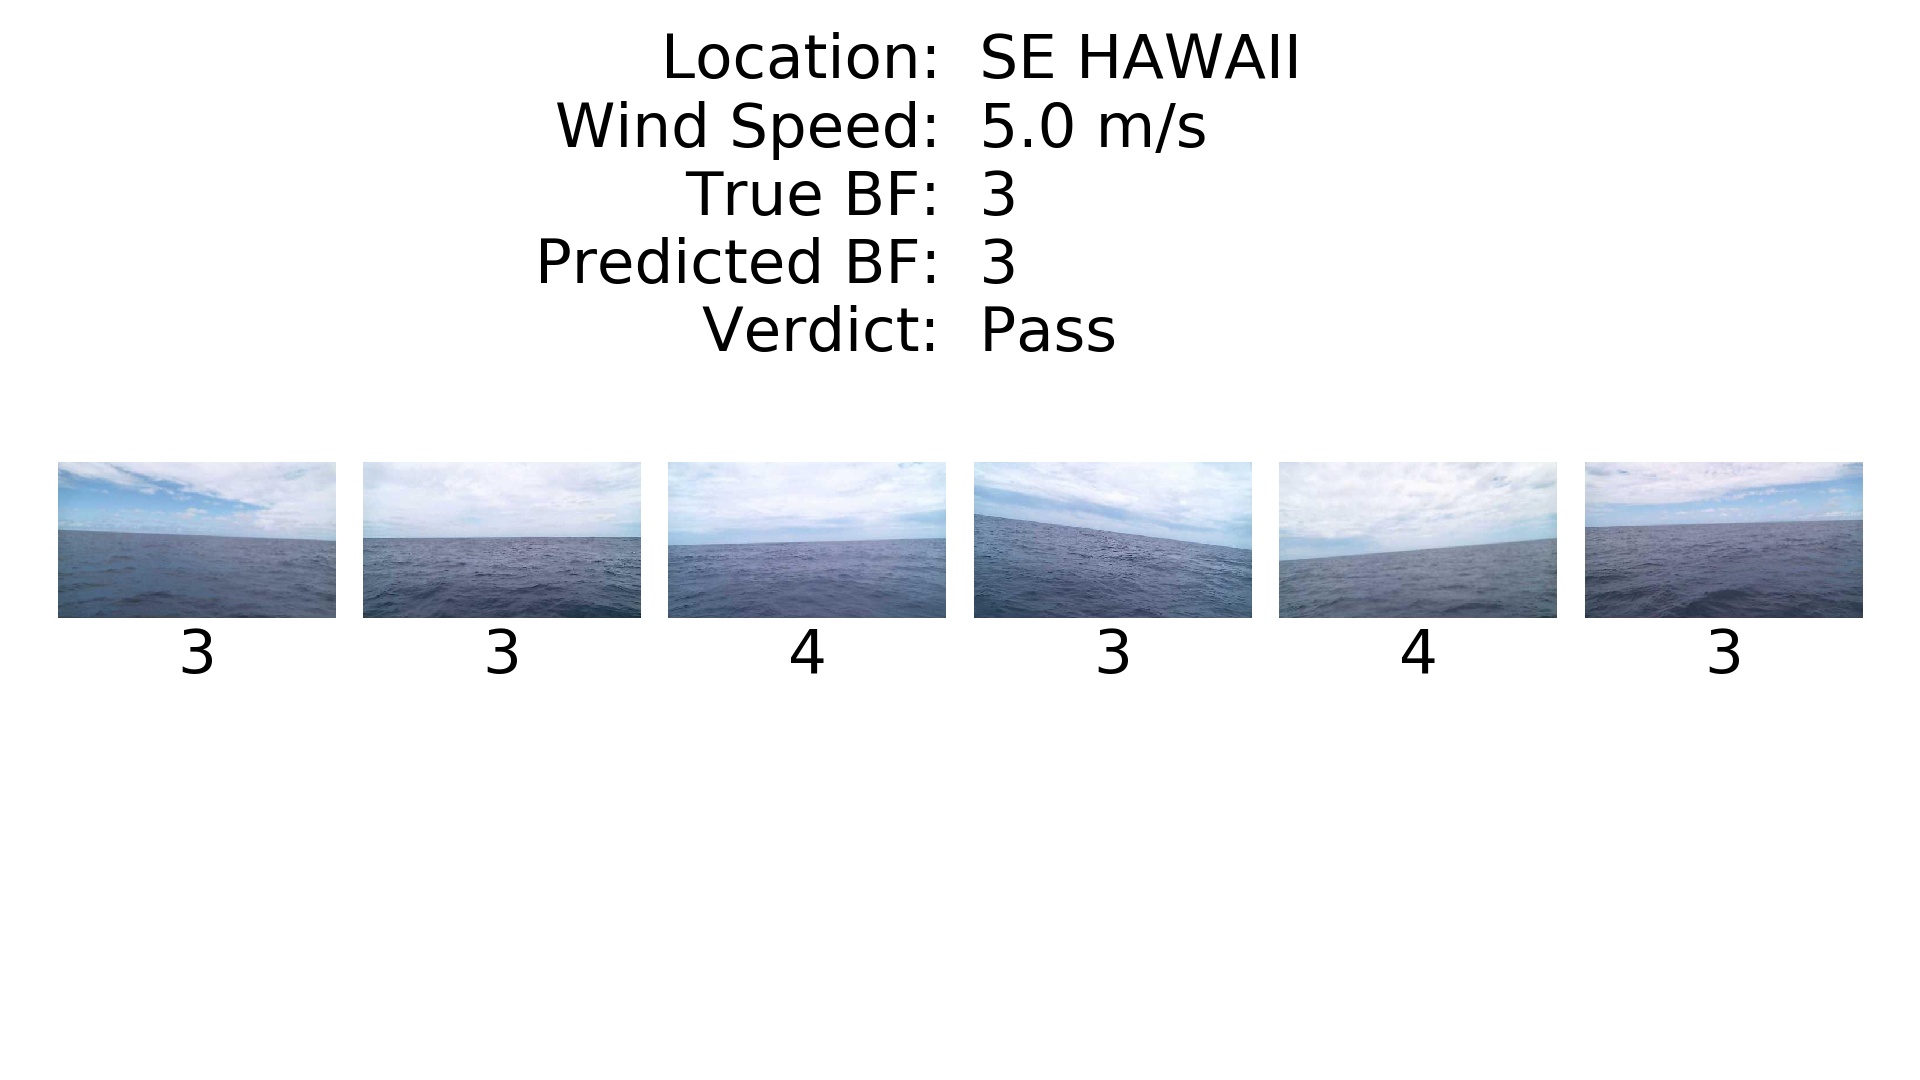 Location: SE HAWAII
Wind Speed: 5.0 m/s
True BF: 3
Predicted BF: 3
Verdict: Pass
3 3 4 3 4 3